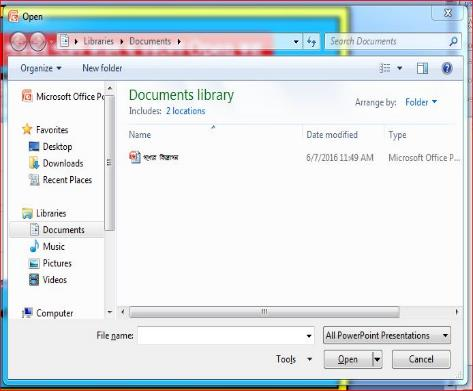 Open
Libraries Documents
Search Documents
Organize New folder
Microsoft Office P
Documents library
Includes: 2 locations
Arrange by: Folder
Name Date modified Type
6/7/2016 11:49 AM Microsoft Office P...
Favorites
Desktop
Downloads
Recent Places
Libraries
Documents
Music
Pictures
Videos
Computer
File name: All PowerPoint Presentations
Tools Open Cancel